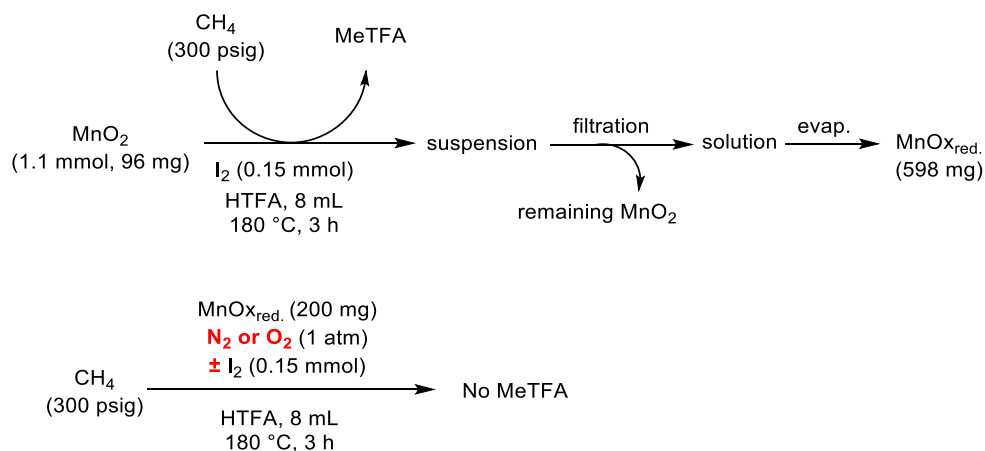 CH4
(300 psig)
MeTFA
MnO2
(1.1 mmol, 96 mg)
I2 (0.15 mmol)
HTFA, 8 mL
180 °C, 3 h
suspension
filtration
remaining MnO2
solution
evap.
MnOxred.
(598 mg)
MnOxred. (200 mg)
N2 or O2 (1 atm)
± I2 (0.15 mmol)
CH4
(300 psig)
HTFA, 8 mL
180 °C, 3 h
No MeTFA